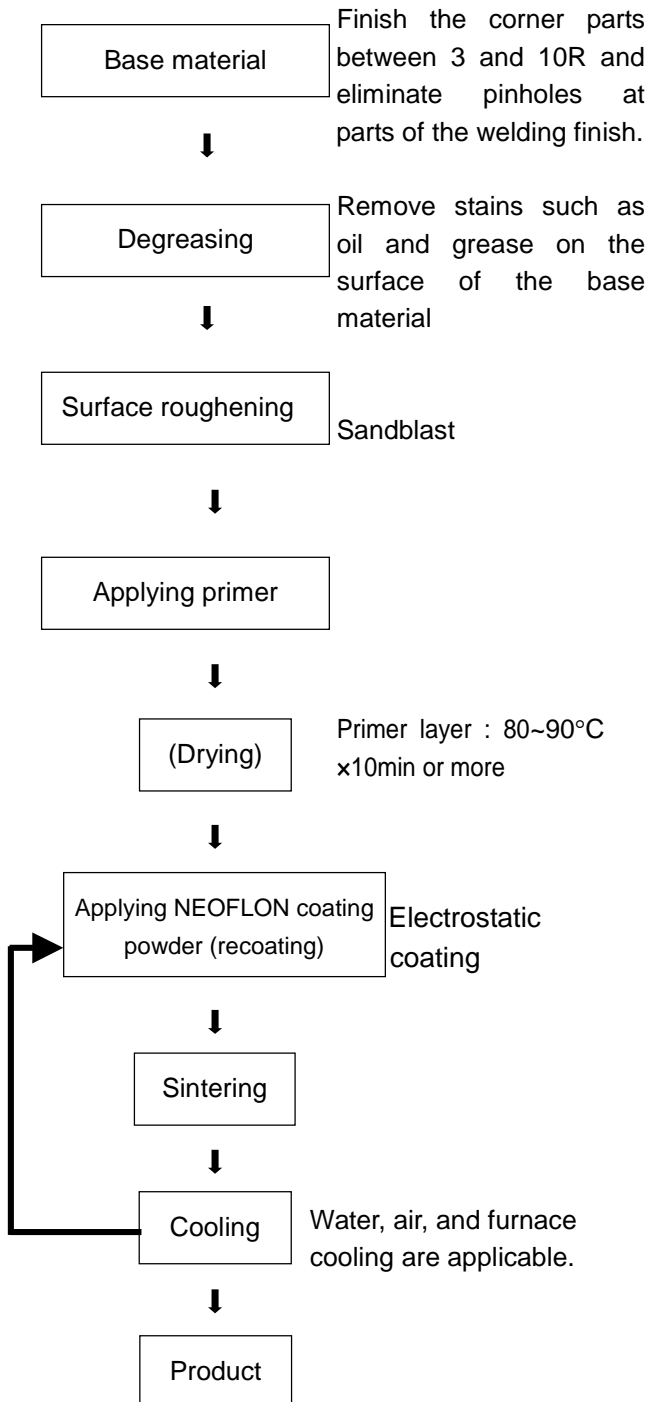 Base material
Finish the corner parts
between 3 and 10R and
eliminate pinholes at
parts of the welding finish.
Degreasing
Remove stains such as
oil and grease on the
surface of the base
material
Surface roughening
Sandblast
Applying primer
(Drying)
Primer layer : 80~90°C
×10min or more
Applying NEOFLON coating
powder (recoating)
Electrostatic
coating
Sintering
Cooling
Water, air, and furnace
cooling are applicable.
Product